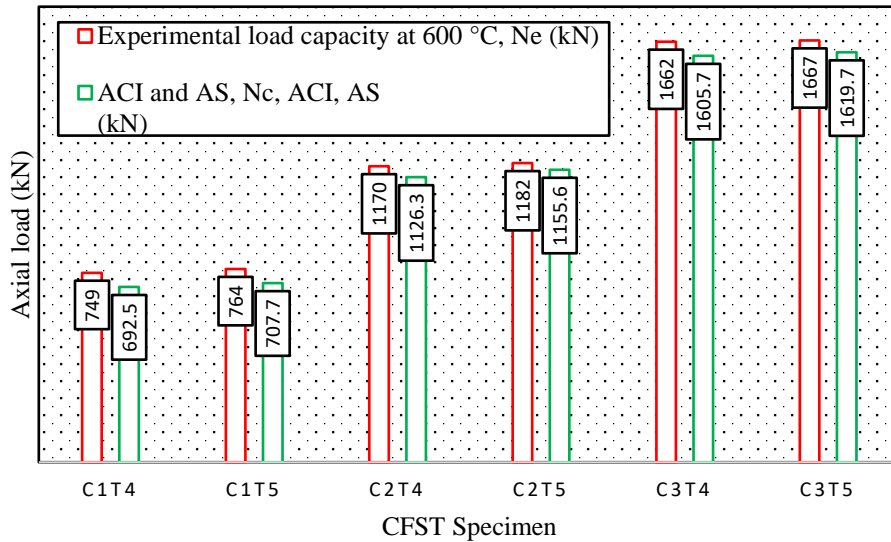 Experimental load capacity at 600 °C, Ne (kN)
ACI and AS, Nc, ACI, AS
(kN)
Axial load (kN)
749
692.5
764
707.7
1170
1126.3
1182
1155.6
1662
1605.7
1667
1619.7
C1T4
C1T5
C2T4
C2T5
C3T4
C3T5
CFST Specimen